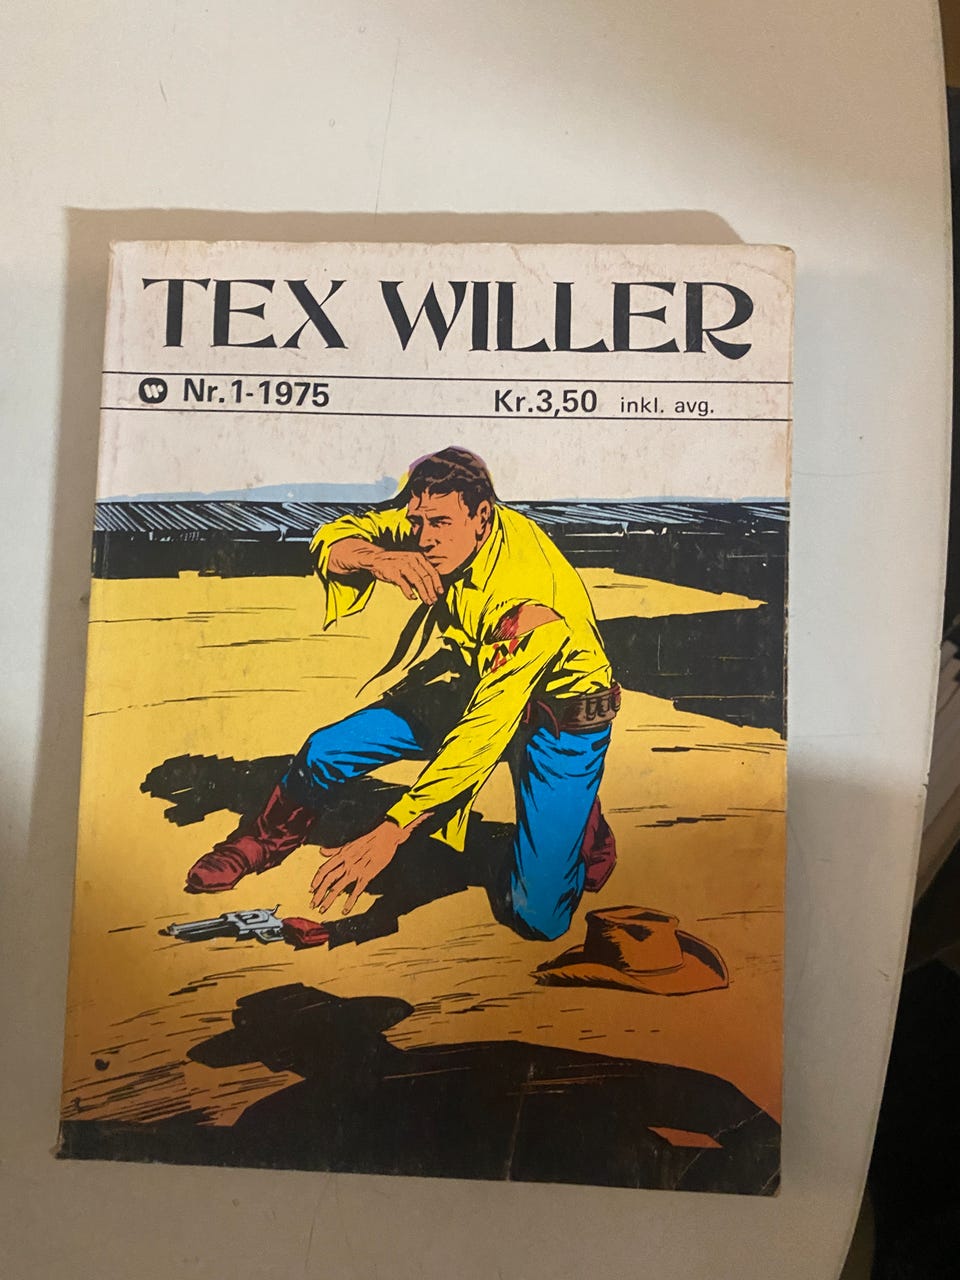 TEX WILLER
W Nr.1-1975 Kr.3,50 inkl. avg.